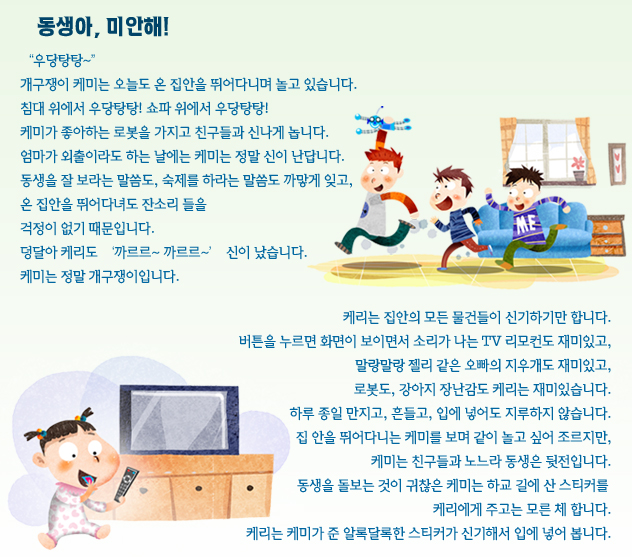 동생아, 미안해!
“우당탕탕~”
개구쟁이 케미는 오늘도 온 집안을 뛰어다니며 놀고 있습니다.
침대 위에서 우당탕탕! 쇼파 위에서 우당탕탕!
케미가 좋아하는 로봇을 가지고 친구들과 신나게 놉니다.
엄마가 외출이라도 하는 날에는 케미는 정말 신이 난답니다.
동생을 잘 보라는 말씀도, 숙제를 하라는 말씀도 까맣게 잊고,
온 집안을 뛰어다녀도 잔소리 들을
걱정이 없기 때문입니다.
덩달아 케리도 ‘까르르~ 까르르~’ 신이 났습니다.
케미는 정말 개구쟁이입니다.
ME
케리는 집안의 모든 물건들이 신기하기만 합니다.
버튼을 누르면 화면이 보이면서 소리가 나는 TV 리모컨도 재미있고,
말랑말랑 젤리 같은 오빠의 지우개도 재미있고,
로봇도, 강아지 장난감도 케리는 재미있습니다.
하루 종일 만지고, 흔들고, 입에 넣어도 지루하지 않습니다.
집 안을 뛰어다니는 케미를 보며 같이 놀고 싶어 조르지만,
케미는 친구들과 노느라 동생은 뒷전입니다.
동생을 돌보는 것이 귀찮은 케미는 하교 길에 산 스티커를
케리에게 주고는 모른 체 합니다.
케리는 케미가 준 알록달록한 스티커가 신기해서 입에 넣어 봅니다.